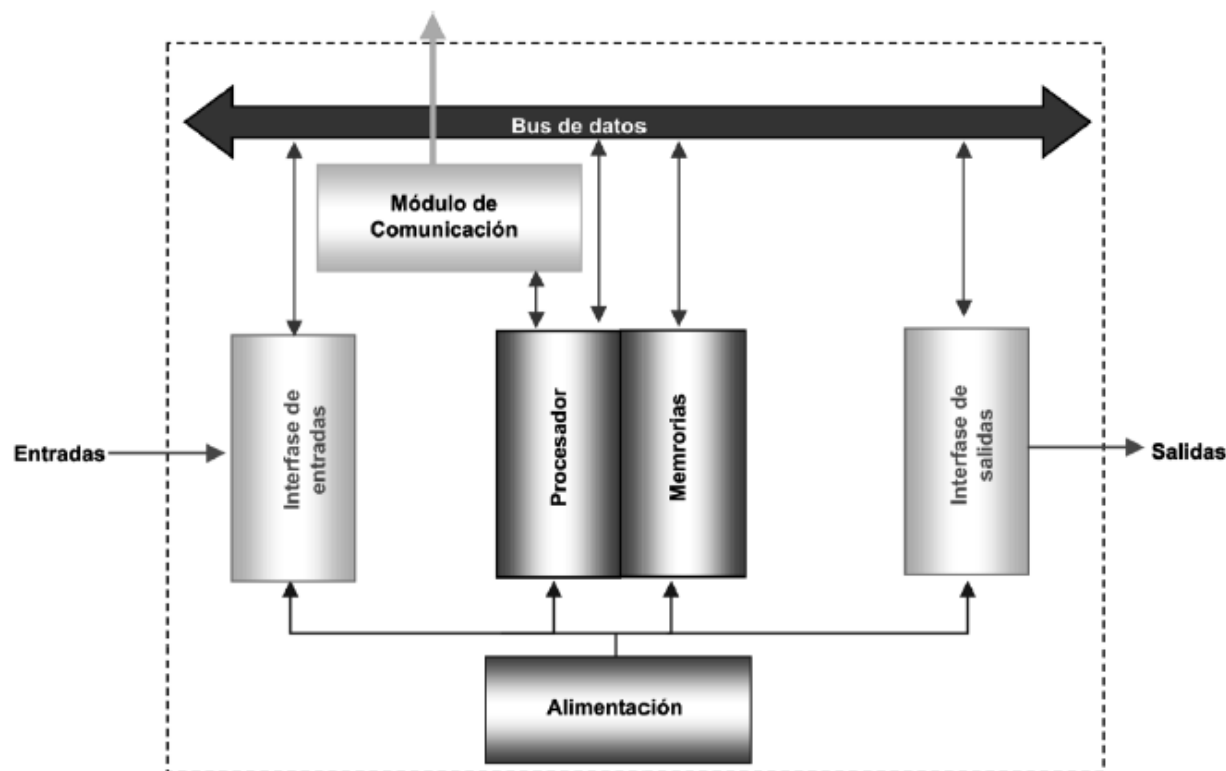 Bus de datos
Módulo de
Comunicación
Interfase de
entradas
Procesador
Memrorias
Interfase de
salidas
Entradas
Salidas
Alimentación